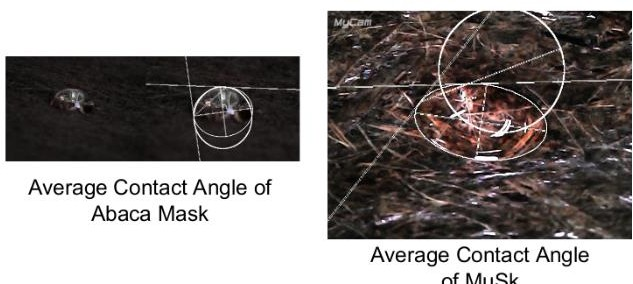 MyCam
Average Contact Angle of
Abaca Mask
Average Contact Angle
of MuSk